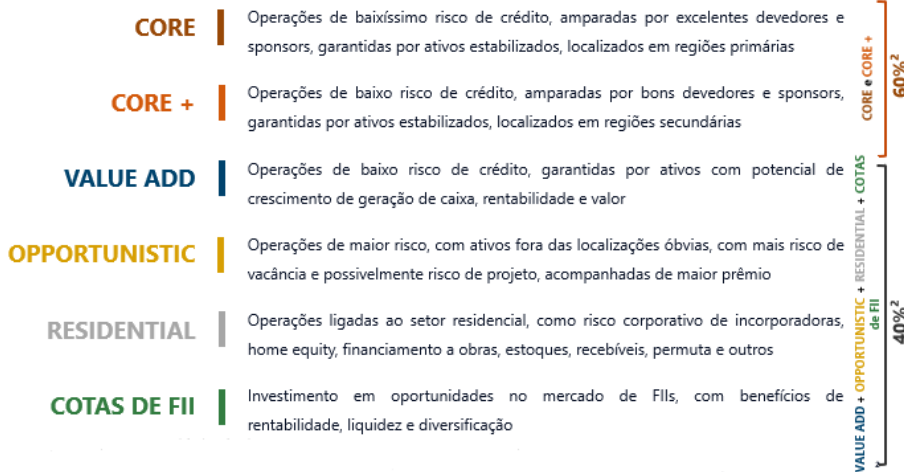 CORE
Operações de baixíssimo risco de crédito, amparadas por excelentes devedores e
sponsors, garantidas por ativos estabilizados, localizados em regiões primárias
CORE +
Operações de baixo risco de crédito, amparadas por bons devedores e sponsors,
garantidas por ativos estabilizados, localizados em regiões secundárias
VALUE ADD
Operações de baixo risco de crédito, garantidas por ativos com potencial de
crescimento de geração de caixa, rentabilidade e valor
OPPORTUNISTIC
Operações de maior risco, com ativos fora das localizações óbvias, com mais risco de
vacância e possivelmente risco de projeto, acompanhadas de maior prêmio
RESIDENTIAL
Operações ligadas ao setor residencial, como risco corporativo de incorporadoras,
home equity, financiamento a obras, estoques, recebíveis, permuta e outros
COTAS DE FII
Investimento em oportunidades no mercado de FIIs, com benefícios de
rentabilidade, liquidez e diversificação
CORE e CORE +
60%²
VALUE ADD + OPPORTUNISTIC + RESIDENTIAL + COTAS
de FII
40%²